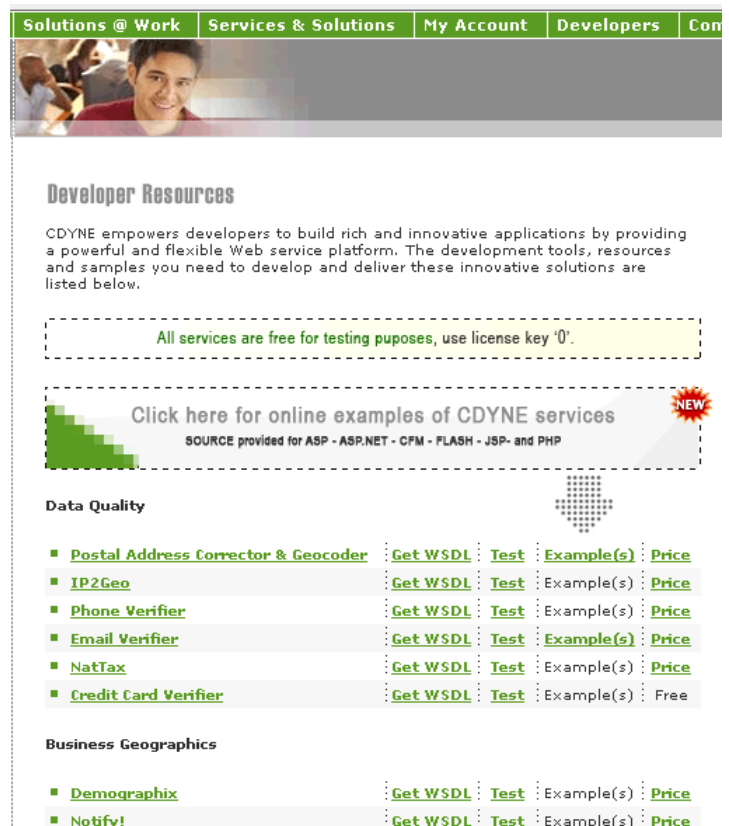 Solutions @ Work Services & Solutions My Account Developers
Developer Resources
CDYNE empowers developers to build rich and innovative applications by providing
a powerful and flexible Web service platform. The development tools, resources
and samples you need to develop and deliver these innovative solutions are
listed below.
All services are free for testing puposes, use license key ‘0’.
NEW
Click here for online examples of CDYNE services
SOURCE provided for ASP - ASP.NET - CFM - FLASH - JSP- and PHP
Data Quality
Postal Address Corrector & Geocoder Get WSDL Test Example(s) Price
IP2Geo Get WSDL Test Example(s) Price
Phone Verifier Get WSDL Test Example(s) Price
Email Verifier Get WSDL Test Example(s) Price
NatTax Get WSDL Test Example(s) Price
Credit Card Verifier Get WSDL Test Example(s) Free
Business Geographics
Demographix Get WSDL Test Example(s) Price
Notify! Get WSDL Test Example(s) Price